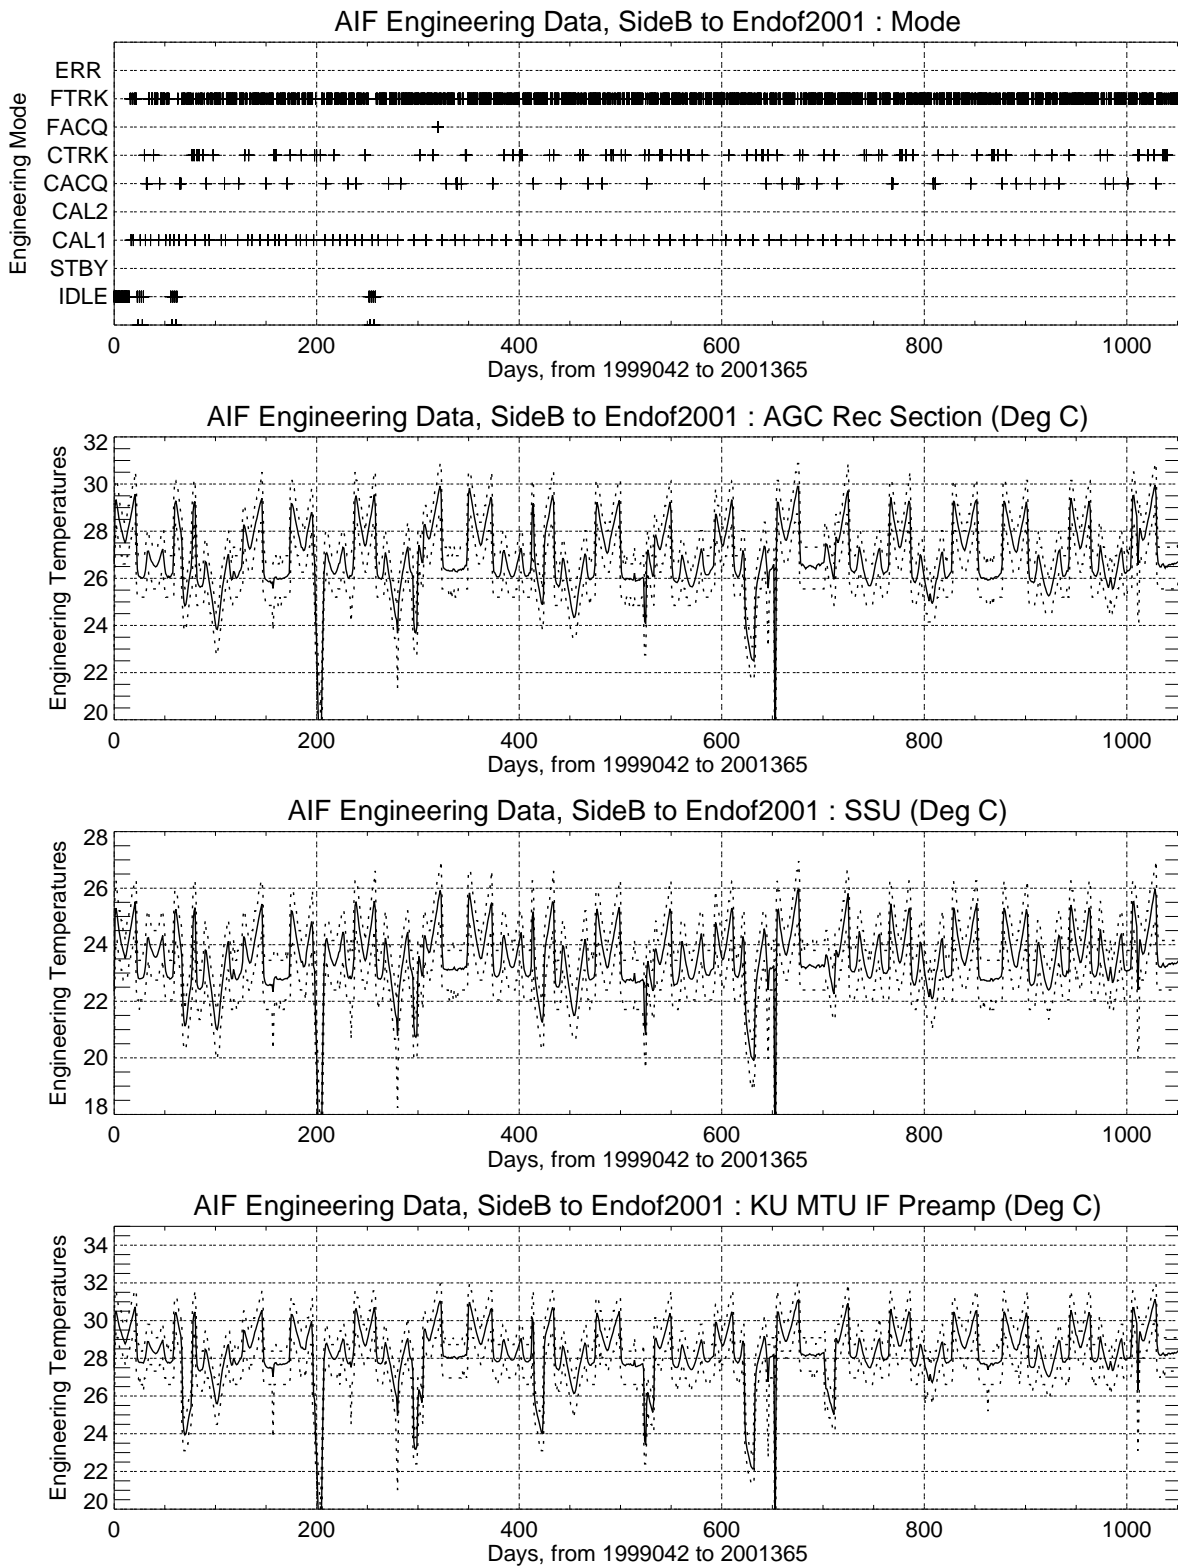 AIF Engineering Data, SideB to Endof2001 : Mode
Engineering Mode
ERR
FTRK
FACQ
CTRK
CACQ
CAL2
CAL1
STBY
IDLE
0 200 400 600 800 1000
Days, from 1999042 to 2001365
AIF Engineering Data, SideB to Endof2001 : AGC Rec Section (Deg C)
Engineering Temperatures
32
30
28
26
24
22
20
0 200 400 600 800 1000
Days, from 1999042 to 2001365
AIF Engineering Data, SideB to Endof2001 : SSU (Deg C)
Engineering Temperatures
28
26
24
22
20
18
0 200 400 600 800 1000
Days, from 1999042 to 2001365
AIF Engineering Data, SideB to Endof2001 : KU MTU IF Preamp (Deg C)
Engineering Temperatures
34
32
30
28
26
24
22
20
0 200 400 600 800 1000
Days, from 1999042 to 2001365